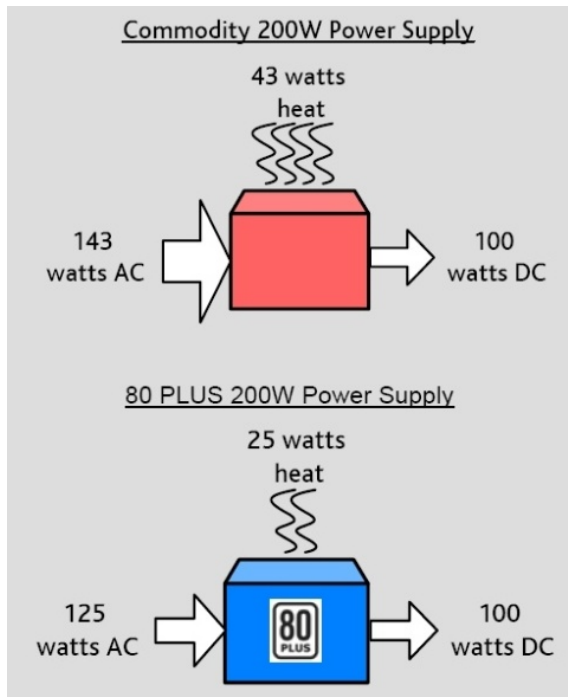 Commodity 200W Power Supply
43 watts
heat
143
watts AC
100
watts DC
80 PLUS 200W Power Supply
25 watts
heat
125
watts AC
80
PLUS
100
watts DC